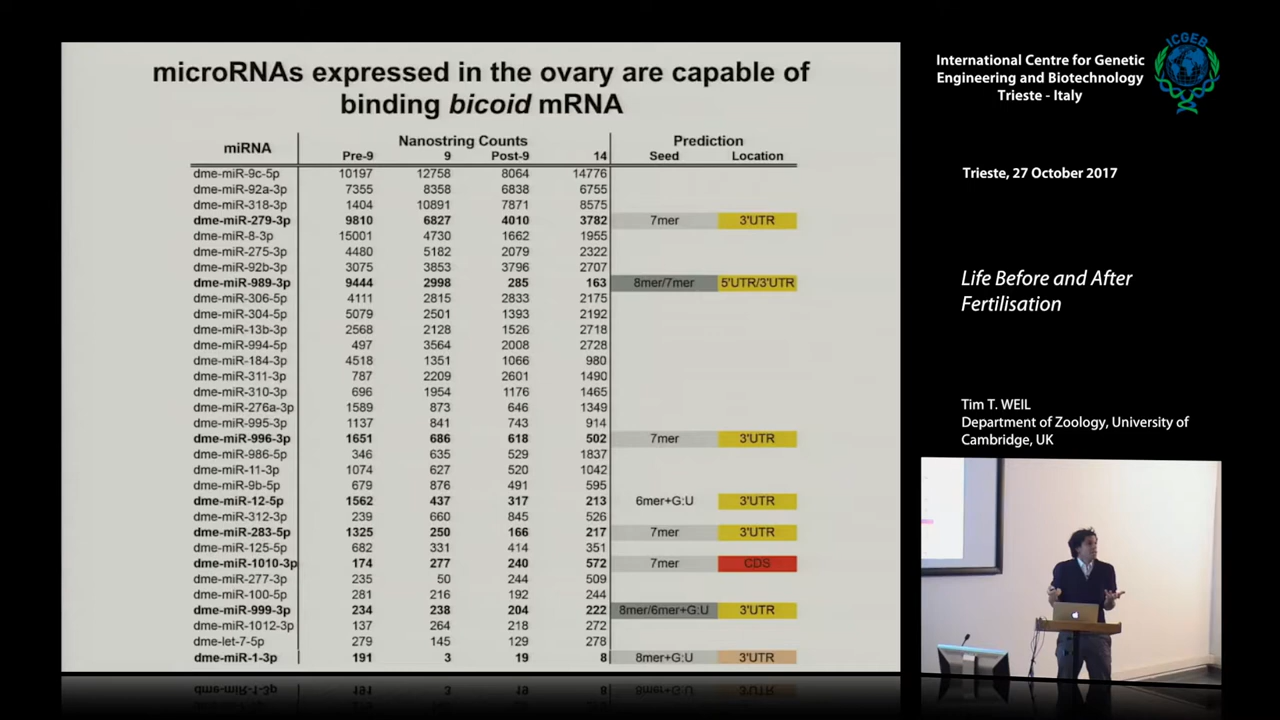 microRNAs expressed in the ovary are capable of
binding bicoid mRNA
miRNA Nanostring Counts Prediction
Pre-9 9 Post-9 14 Seed Location
dme-miR-9c-5p 10197 12758 8064 14776
dme-miR-92a-3p 7355 8358 6838 6755
dme-miR-318-3p 1404 10891 7871 8575
dme-miR-279-3p 9810 6827 4010 3782 7mer 3'UTR
dme-miR-8-3p 15001 4730 1662 1955
dme-miR-275-3p 4480 5182 2079 2322
dme-miR-92b-3p 3075 3853 3796 2707
dme-miR-989-3p 9444 2998 285 163 8mer/7mer 5'UTR/3'UTR
dme-miR-306-5p 4111 2815 2833 2175
dme-miR-304-5p 5079 2501 1393 2192
dme-miR-13b-3p 2568 2128 1526 2718
dme-miR-994-5p 497 3564 2008 2728
dme-miR-184-3p 4518 1351 1066 980
dme-miR-311-3p 787 2209 2601 1490
dme-miR-310-3p 696 1954 1176 1465
dme-miR-276a-3p 1589 873 646 1349
dme-miR-995-3p 1137 841 743 914
dme-miR-996-3p 1651 686 618 502 7mer 3'UTR
dme-miR-986-5p 346 635 529 1837
dme-miR-11-3p 1074 627 520 1042
dme-miR-9b-5p 679 876 491 595
dme-miR-12-5p 1562 437 317 213 6mer+G:U 3'UTR
dme-miR-312-3p 239 660 845 526
dme-miR-283-5p 1325 250 166 217 7mer 3'UTR
dme-miR-125-5p 682 331 414 351
dme-miR-1010-3p 174 277 240 572 7mer CDS
dme-miR-277-3p 235 50 244 509
dme-miR-100-5p 281 216 192 244
dme-miR-999-3p 234 238 204 222 8mer/6mer+G:U 3'UTR
dme-miR-1012-3p 137 264 218 272
dme-let-7-5p 279 145 129 278
dme-miR-1-3p 191 3 19 8 8mer+G:U 3'UTR
International Centre for Genetic
Engineering and Biotechnology
Trieste - Italy
ICGEB
Trieste, 27 October 2017
Life Before and After
Fertilisation
Tim T. WEIL
Department of Zoology, University of
Cambridge, UK